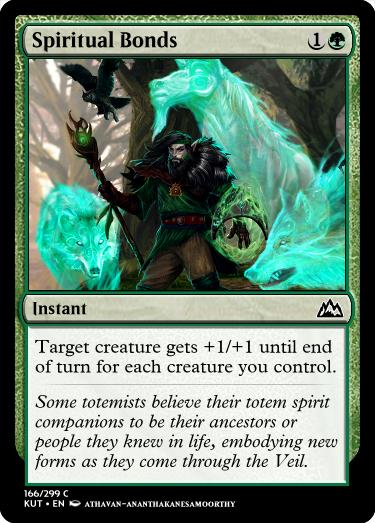 Spiritual Bonds 1
Instant
Target creature gets +1/+1 until end
of turn for each creature you control.
Some totemists believe their totem spirit
companions to be their ancestors or
people they knew in life, embodying new
forms as they come through the Veil.
166/299 C
KUT • EN ATHAVAN-ANANTHAKANESAMOORTHY